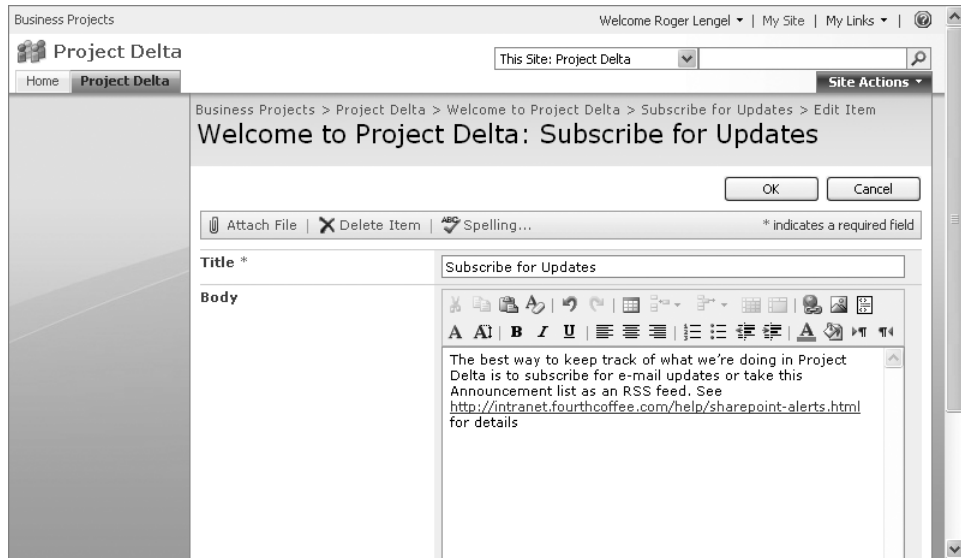 Business Projects
Welcome Roger Lengel | My Site | My Links |
Project Delta
This Site: Project Delta
Home Project Delta
Site Actions
Business Projects > Project Delta > Welcome to Project Delta > Subscribe for Updates > Edit Item
Welcome to Project Delta: Subscribe for Updates
OK Cancel
Attach File | Delete Item | ABC Spelling... * indicates a required field
Title *
Subscribe for Updates
Body
A A B I U A
The best way to keep track of what we're doing in Project
Delta is to subscribe for e-mail updates or take this
Announcement list as an RSS feed. See
http://intranet.fourthcoffee.com/help/sharepoint-alerts.html
for details